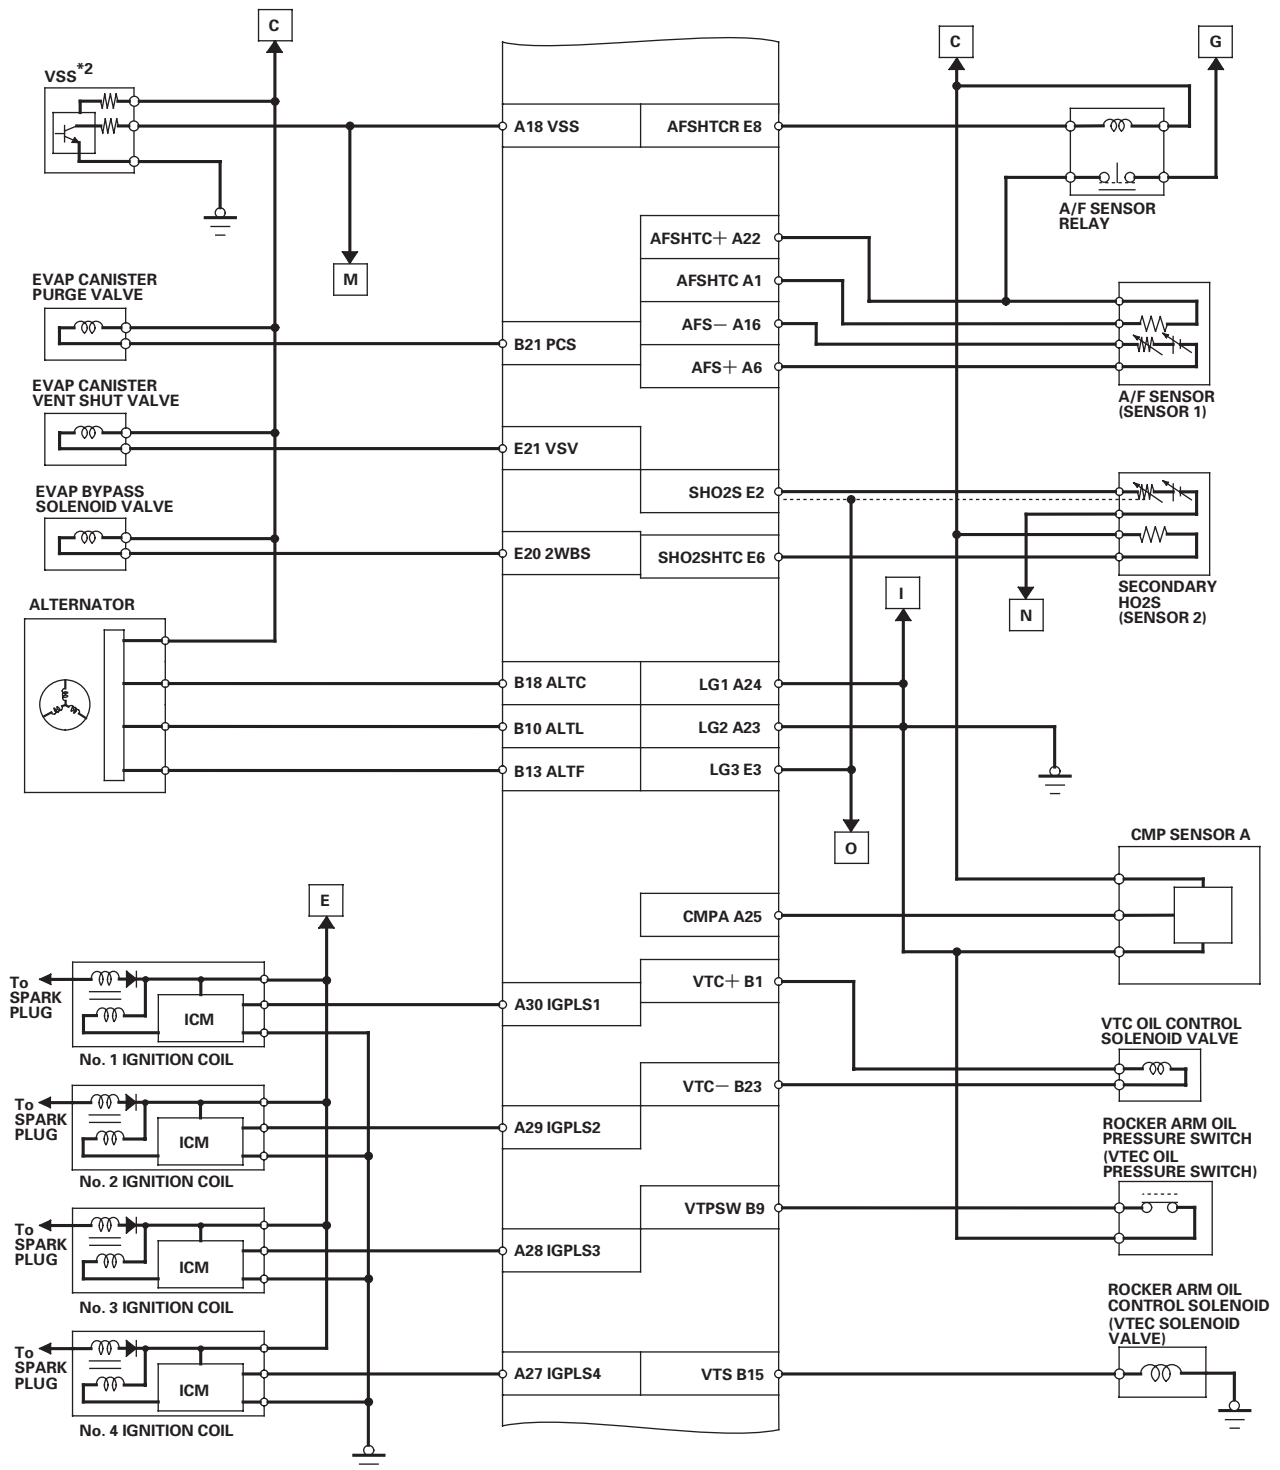 C
VSS*2
M
EVAP CANISTER
PURGE VALVE
EVAP CANISTER
VENT SHUT VALVE
EVAP BYPASS
SOLENOID VALVE
ALTERNATOR
E
To
SPARK
PLUG
ICM
No. 1 IGNITION COIL
To
SPARK
PLUG
ICM
No. 2 IGNITION COIL
To
SPARK
PLUG
ICM
No. 3 IGNITION COIL
To
SPARK
PLUG
ICM
No. 4 IGNITION COIL
A18 VSS
B21 PCS
E21 VSV
E20 2WBS
B18 ALTC
B10 ALTL
B13 ALTF
A30 IGPLS1
A29 IGPLS2
A28 IGPLS3
A27 IGPLS4
AFSHTCR E8
AFSHTC+ A22
AFSHTC A1
AFS− A16
AFS+ A6
SHO2S E2
SHO2SHTC E6
LG1 A24
LG2 A23
LG3 E3
CMPA A25
VTC+ B1
VTC− B23
VTPSW B9
VTS B15
C
G
A/F SENSOR
RELAY
A/F SENSOR
(SENSOR 1)
SECONDARY
HO2S
(SENSOR 2)
I
N
O
CMP SENSOR A
VTC OIL CONTROL
SOLENOID VALVE
ROCKER ARM OIL
PRESSURE SWITCH
(VTEC OIL
PRESSURE SWITCH)
ROCKER ARM OIL
CONTROL SOLENOID
(VTEC SOLENOID
VALVE)